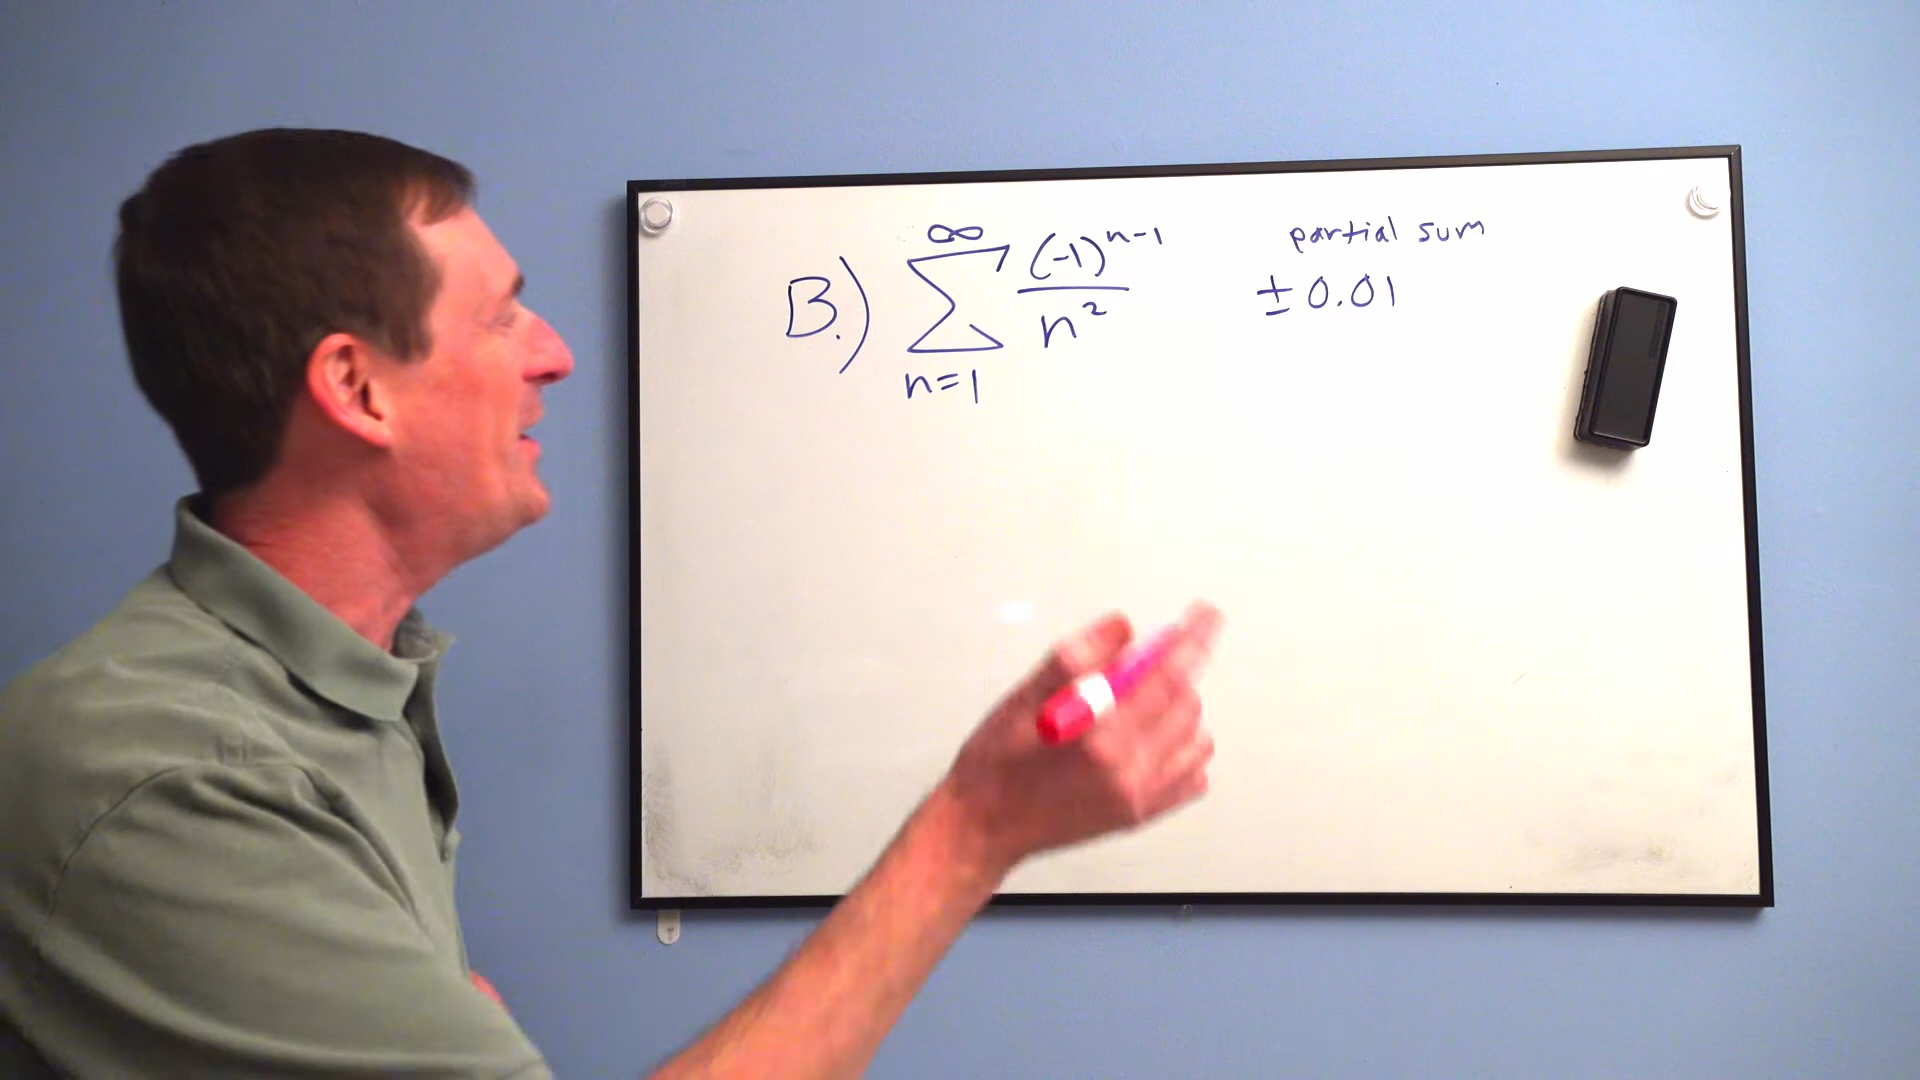 B.) ∞ Σ n=1 (-1)^{n-1} / n²
partial sum
± 0.01